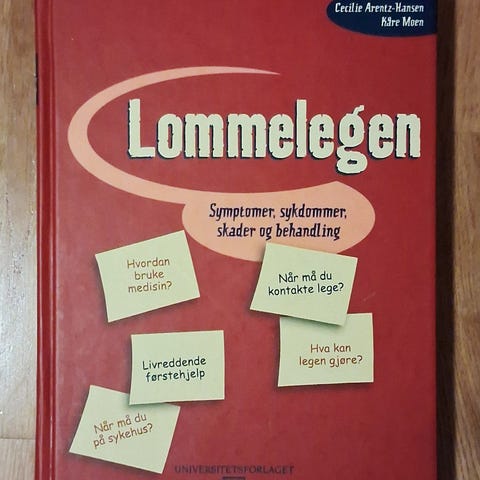 Cecilie Arentz-Hansen
Kåre Moen
Lommelegen
Symptomer, sykdommer,
skader og behandling
Hvordan
bruke
medisin?
Når må du
kontakte lege?
Livreddende
førstehjelp
Hva kan
legen gjøre?
Når må du
på sykehus?
UNIVERSITETSFORLAGET